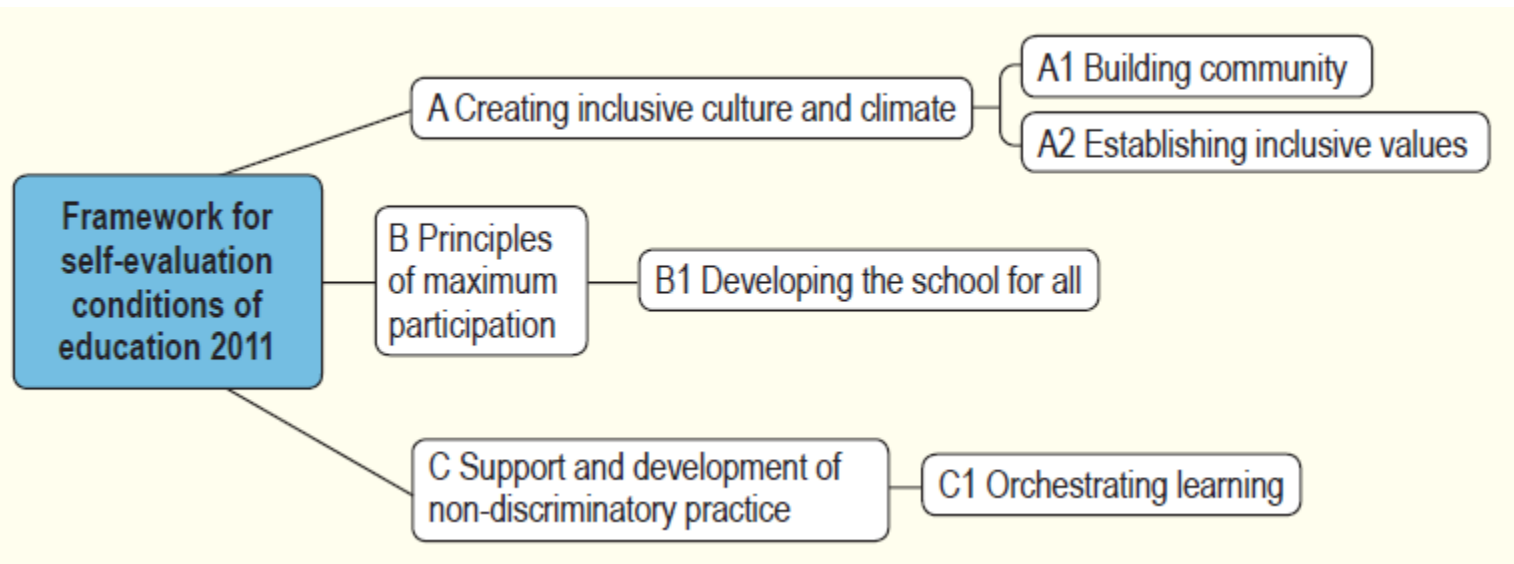 Framework for
self-evaluation
conditions of
education 2011
A Creating inclusive culture and climate
A1 Building community
A2 Establishing inclusive values
B Principles
of maximum
participation
B1 Developing the school for all
C Support and development of
non-discriminatory practice
C1 Orchestrating learning